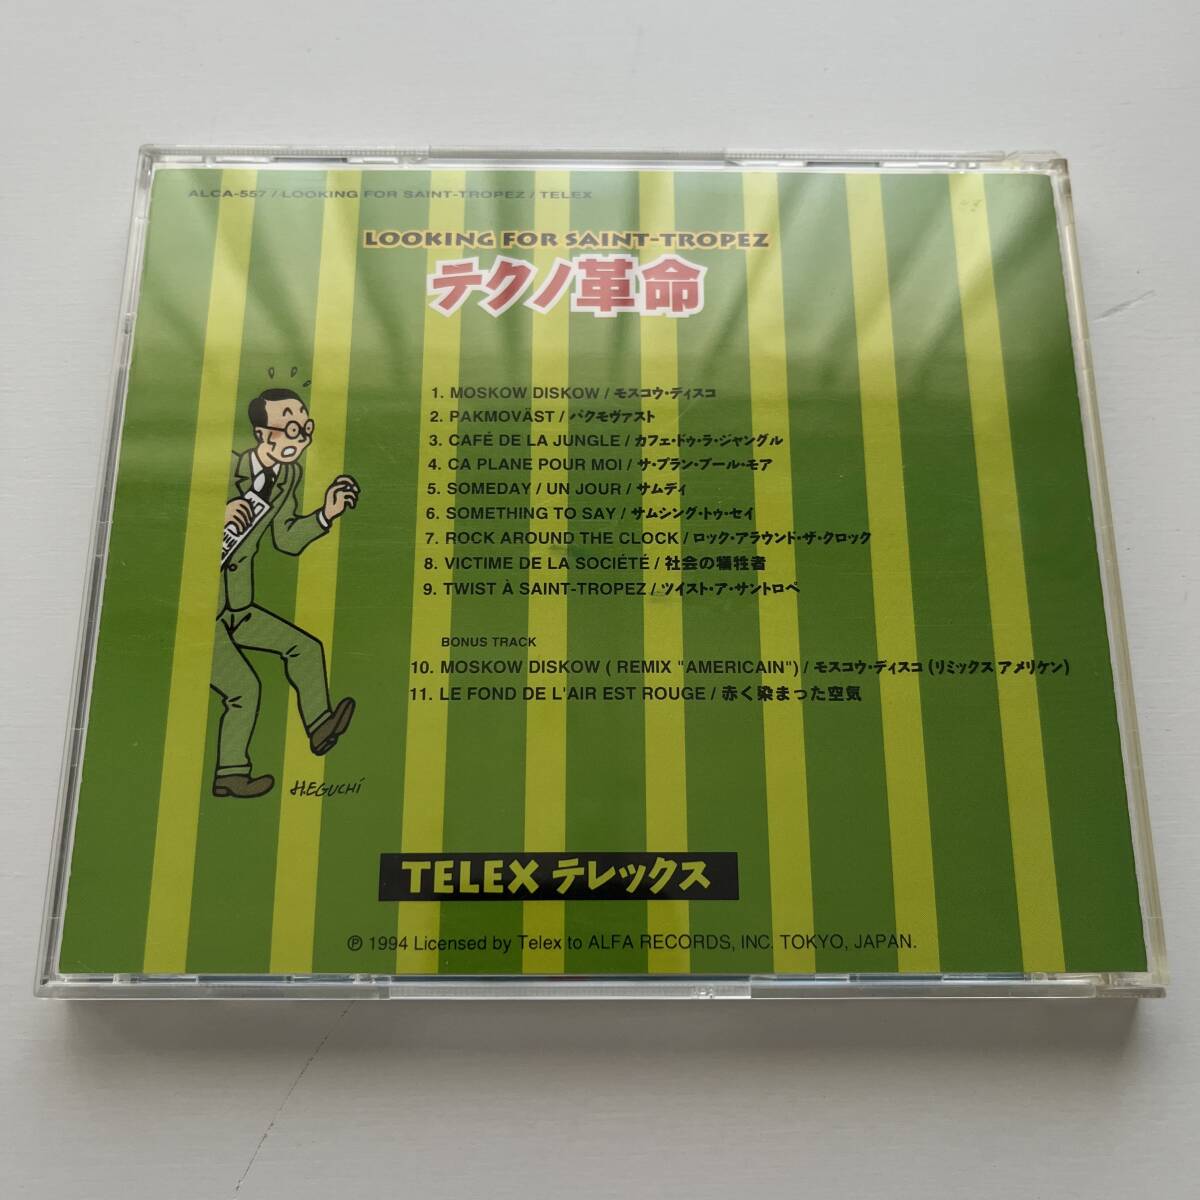 ALCA-557 / LOOKING FOR SAINT-TROPEZ / TELEX
LOOKING FOR SAINT-TROPEZ
テクノ革命
1. MOSKOW DISKOW / モスコウ・ディスコ
2. PAKMOVÄST / パクモヴァスト
3. CAFÉ DE LA JUNGLE / カフェ・ドゥ・ラ・ジャングル
4. CA PLANE POUR MOI / サ・プラン・プール・モア
5. SOMEDAY / UN JOUR / サムディ
6. SOMETHING TO SAY / サムシング・トゥ・セイ
7. ROCK AROUND THE CLOCK / ロック・アラウンド・ザ・クロック
8. VICTIME DE LA SOCIÉTÉ / 社会の犠牲者
9. TWIST À SAINT-TROPEZ / ツイスト・ア・サントロペ
BONUS TRACK
10. MOSKOW DISKOW ( REMIX "AMERICAIN") / モスコウ・ディスコ (リミックス アメリケン)
11. LE FOND DE L'AIR EST ROUGE / 赤く染まった空気
H.EGUCHI
TELEX テレックス
Ⓟ 1994 Licensed by Telex to ALFA RECORDS, INC. TOKYO, JAPAN.